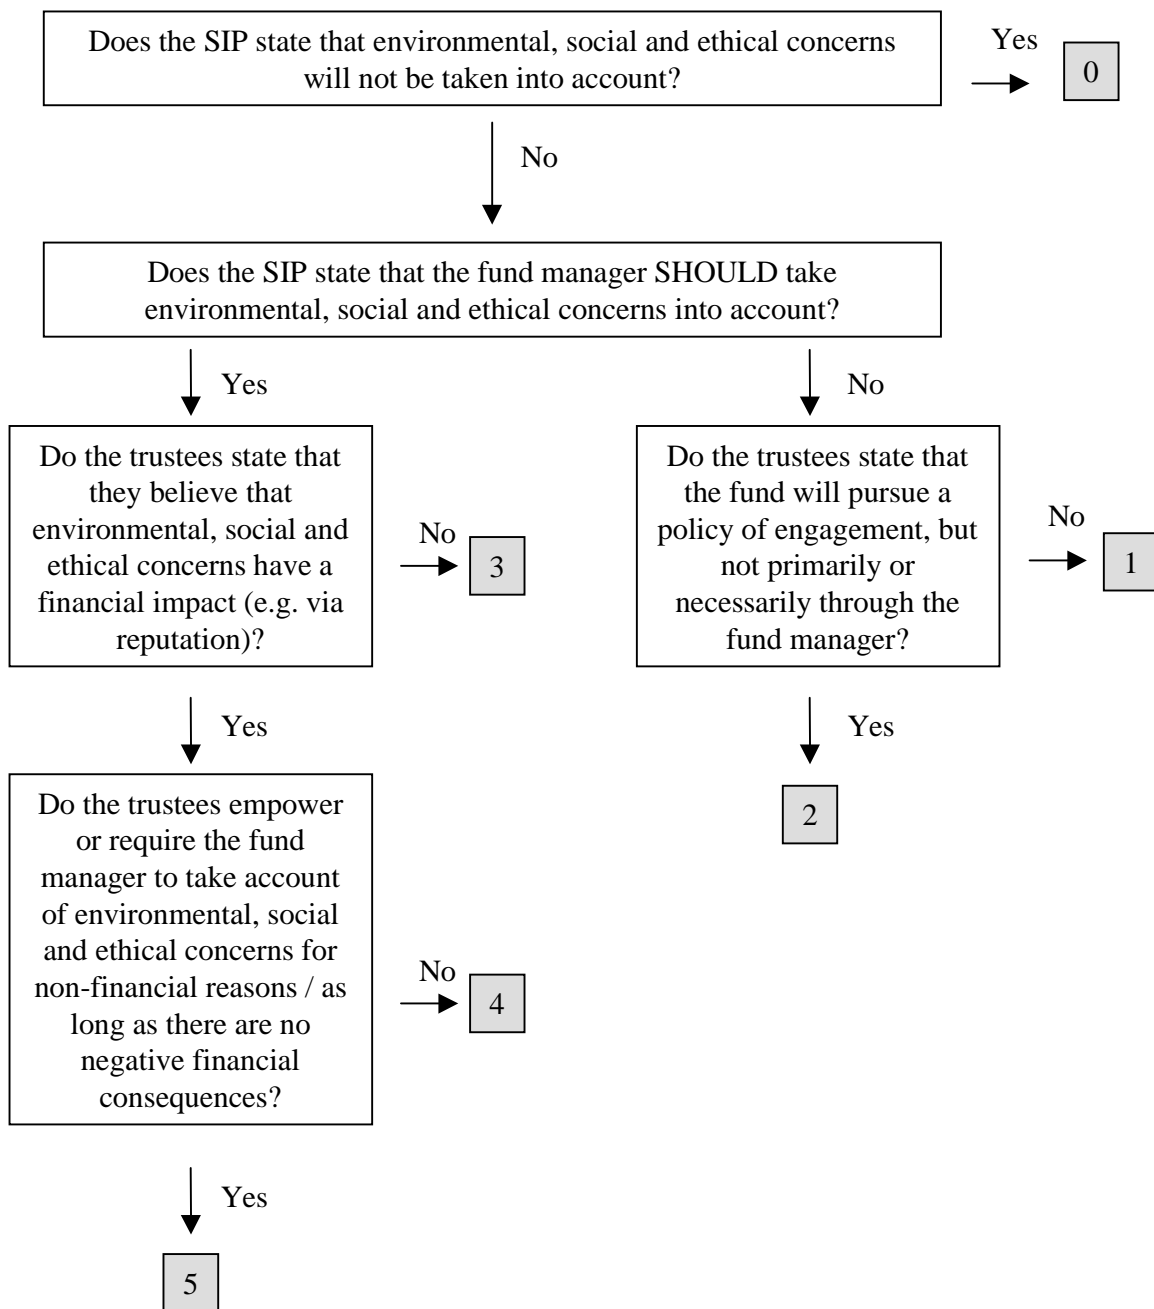 Does the SIP state that environmental, social and ethical concerns
will not be taken into account?
Yes
0
No
Does the SIP state that the fund manager SHOULD take
environmental, social and ethical concerns into account?
Yes
No
Do the trustees state that
they believe that
environmental, social and
ethical concerns have a
financial impact (e.g. via
reputation)?
No
3
Do the trustees state that
the fund will pursue a
policy of engagement, but
not primarily or
necessarily through the
fund manager?
No
1
Yes
Yes
2
Do the trustees empower
or require the fund
manager to take account
of environmental, social
and ethical concerns for
non-financial reasons / as
long as there are no
negative financial
consequences?
No
4
Yes
5